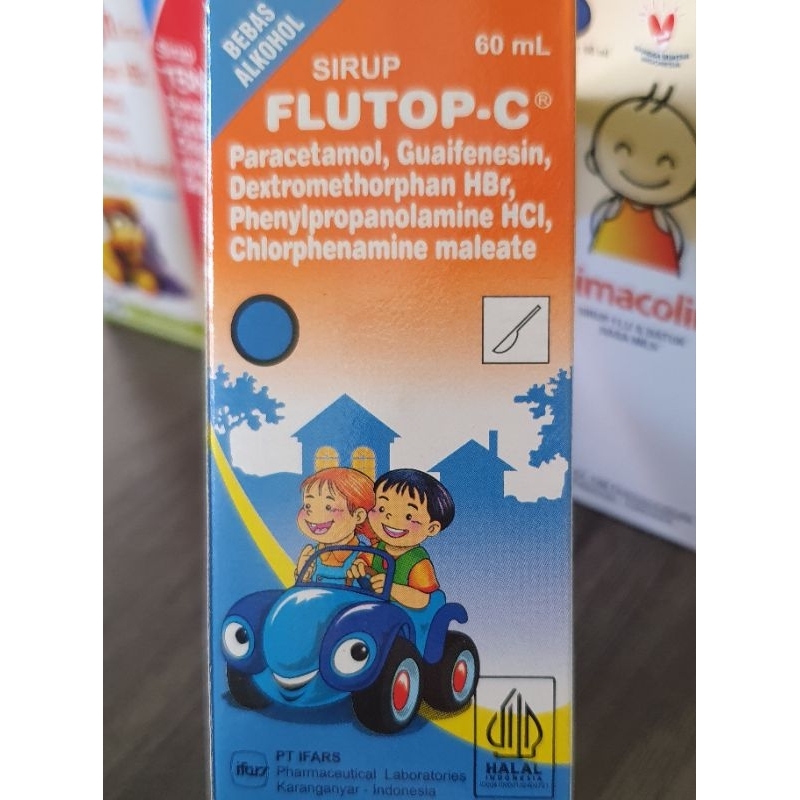 BEBAS
ALKOHOL
60 mL
SIRUP
FLUTOP-C®
Paracetamol, Guaifenesin,
Dextromethorphan HBr,
Phenylpropanolamine HCl,
Chlorphenamine maleate
imacolin
HALAL
INDONESIA
ifars
PT IFARS
Pharmaceutical Laboratories
Karanganyar - Indonesia